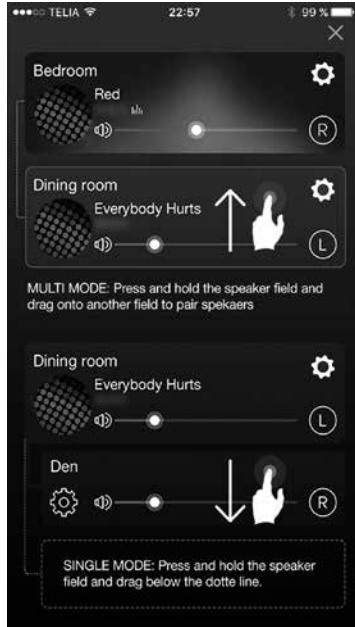 TELIA 22:57 99 %
Bedroom
Red
R
Dining room
Everybody Hurts
L
MULTI MODE: Press and hold the speaker field and
drag onto another field to pair spekaers
Dining room
Everybody Hurts
L
Den
R
SINGLE MODE: Press and hold the speaker
field and drag below the dotte line.